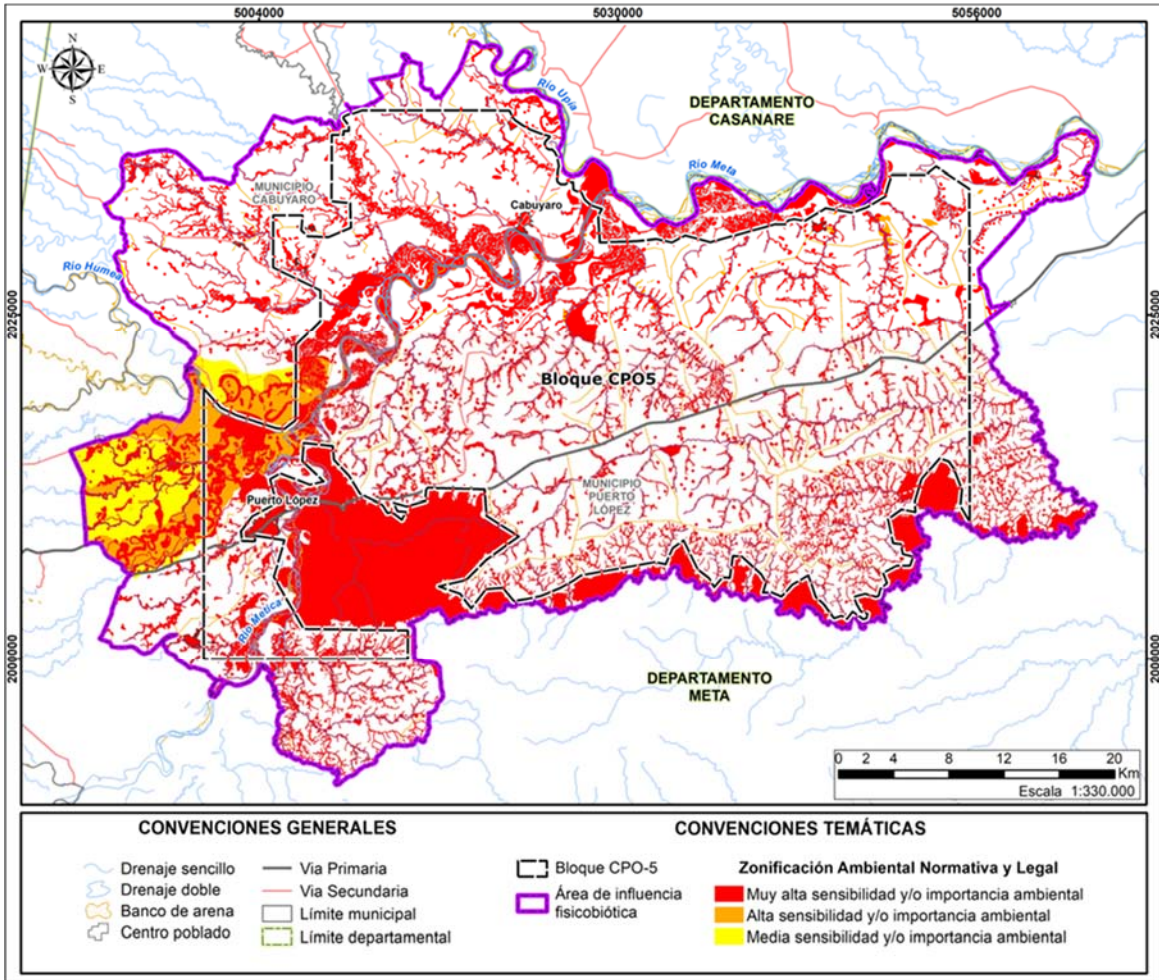 5004000
5030000
5056000
N
W E
S
Río Upía
DEPARTAMENTO
CASANARE
Río Meta
MUNICIPIO
CABUYARO
Cabuyaro
Río Humea
2025000
2025000
Bloque CPO5
Puerto López
MUNICIPIO
PUERTO
LÓPEZ
Río Metica
2000000
2000000
DEPARTAMENTO
META
0 2 4 8 12 16 20
Km
Escala 1:330.000
CONVENCIONES GENERALES
Drenaje sencillo
Drenaje doble
Banco de arena
Centro poblado
Via Primaria
Via Secundaria
Límite municipal
Límite departamental
CONVENCIONES TEMÁTICAS
Bloque CPO-5
Área de influencia
fisicobiótica
Zonificación Ambiental Normativa y Legal
Muy alta sensibilidad y/o importancia ambiental
Alta sensibilidad y/o importancia ambiental
Media sensibilidad y/o importancia ambiental